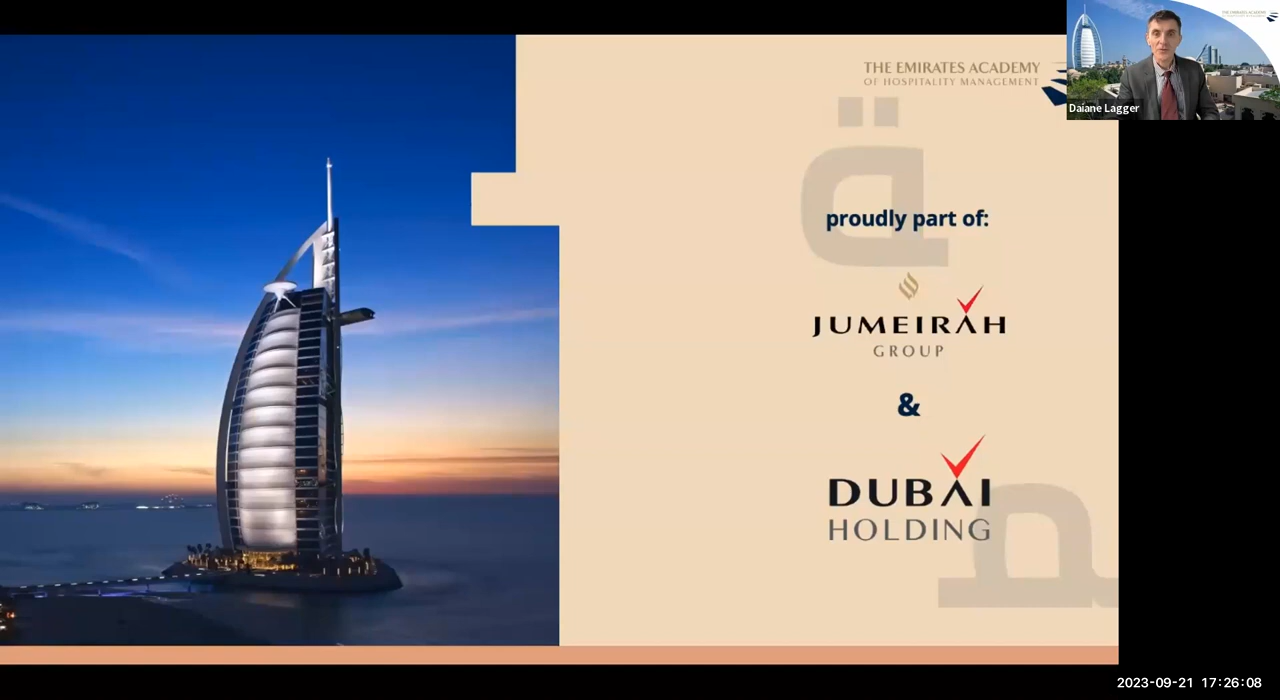 THE EMIRATES ACADEMY
OF HOSPITALITY MANAGEMENT
proudly part of:
JUMEIRAH
GROUP
&
DUBAI
HOLDING
Daiane Lagger
2023-09-21 17:26:08